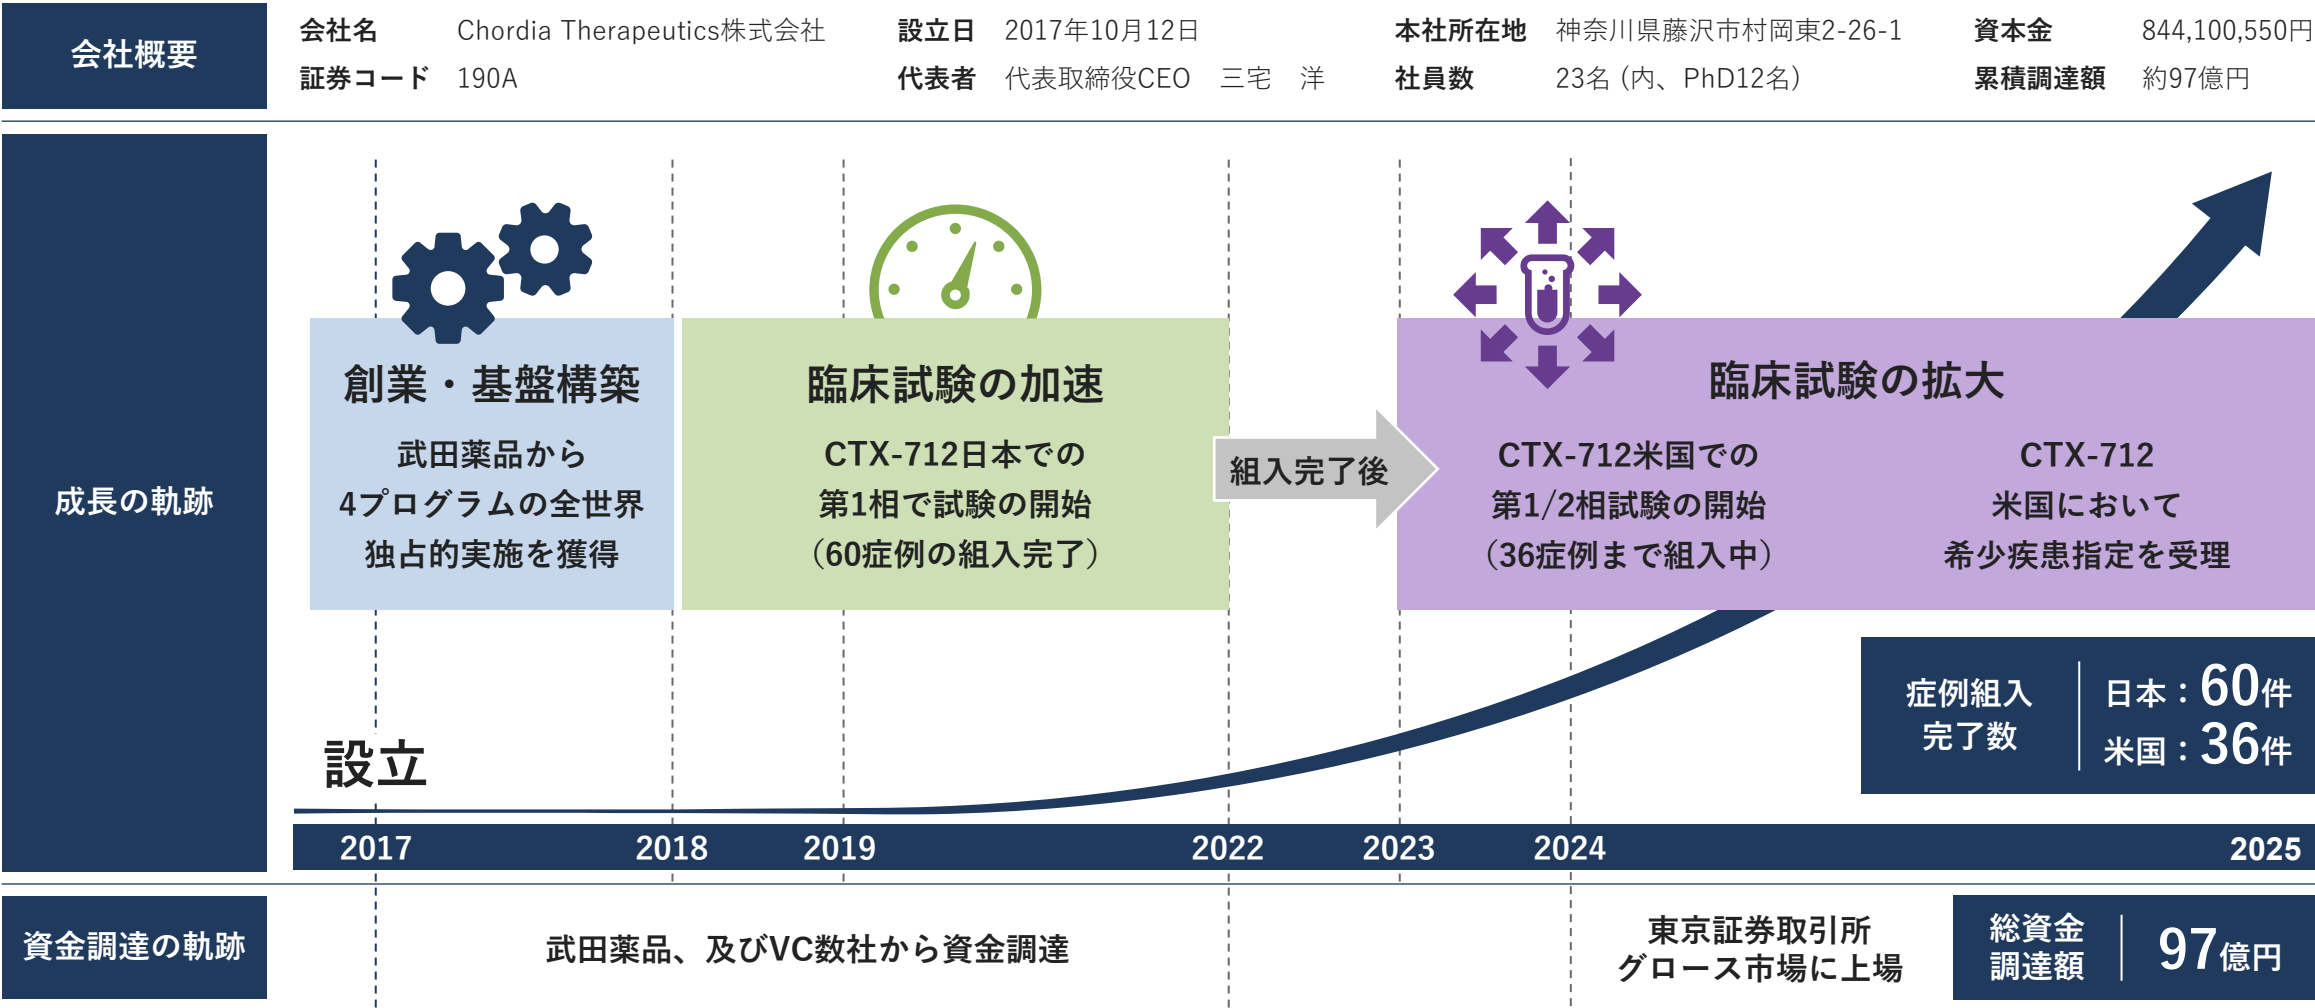 会社概要
会社名 Chordia Therapeutics株式会社
設立日 2017年10月12日
本社所在地 神奈川県藤沢市村岡東2-26-1
資本金 844,100,550円
証券コード 190A
代表者 代表取締役CEO 三宅 洋
社員数 23名 (内、PhD12名)
累積調達額 約97億円
成長の軌跡
創業・基盤構築
武田薬品から
4プログラムの全世界
独占的実施を獲得
臨床試験の加速
CTX-712日本での
第1相で試験の開始
（60症例の組入完了）
組入完了後
臨床試験の拡大
CTX-712米国での
第1/2相試験の開始
（36症例まで組入中）
CTX-712
米国において
希少疾患指定を受理
症例組入
完了数
日本：60件
米国：36件
設立
2017 2018 2019 2022 2023 2024 2025
資金調達の軌跡
武田薬品、及びVC数社から資金調達
東京証券取引所
グロース市場に上場
総資金
調達額
97億円